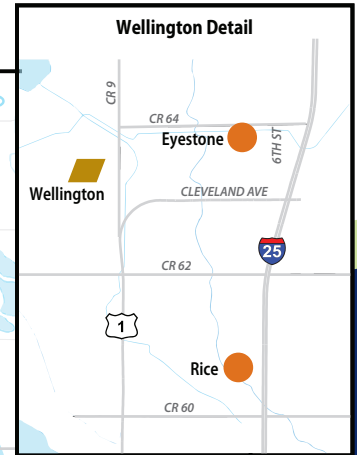 Wellington Detail
CR 9
CR 64
Eyestone
6TH ST
Wellington
CLEVELAND AVE
25
CR 62
1
Rice
CR 60